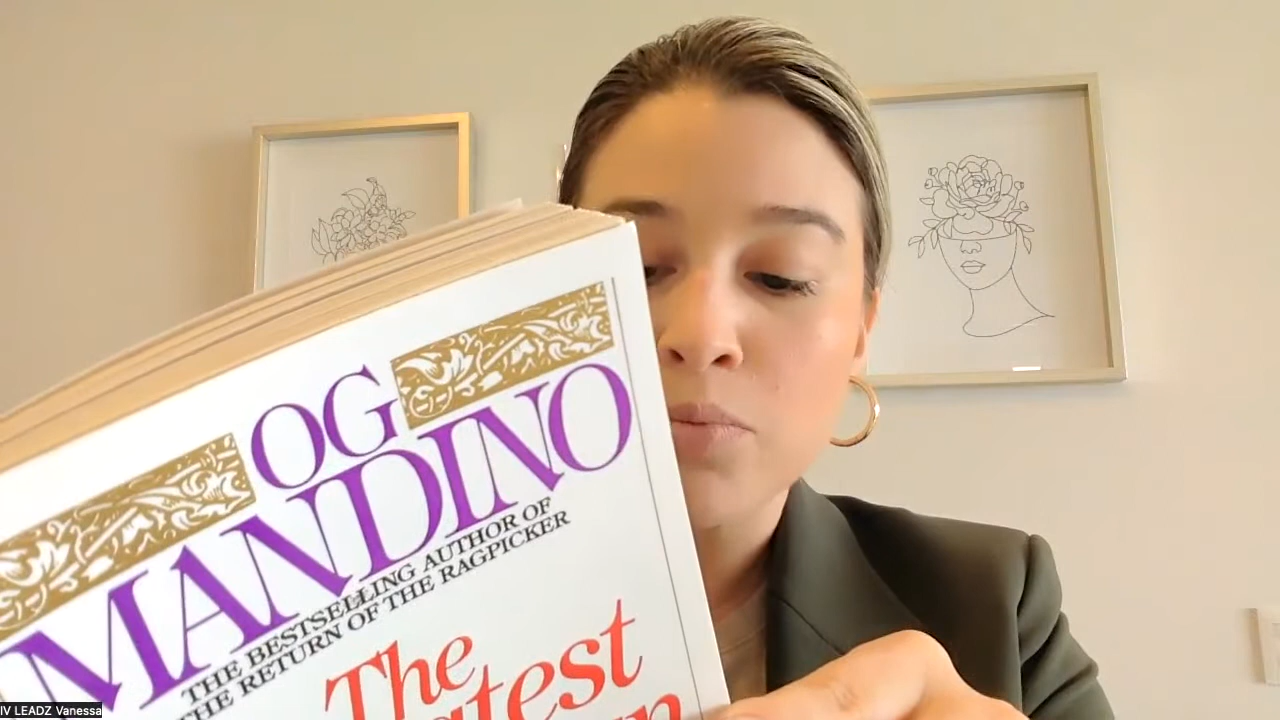 OG
MANDINO
THE BESTSELLING AUTHOR OF
THE RETURN OF THE RAGPICKER
The
IV LEADZ Vanessa